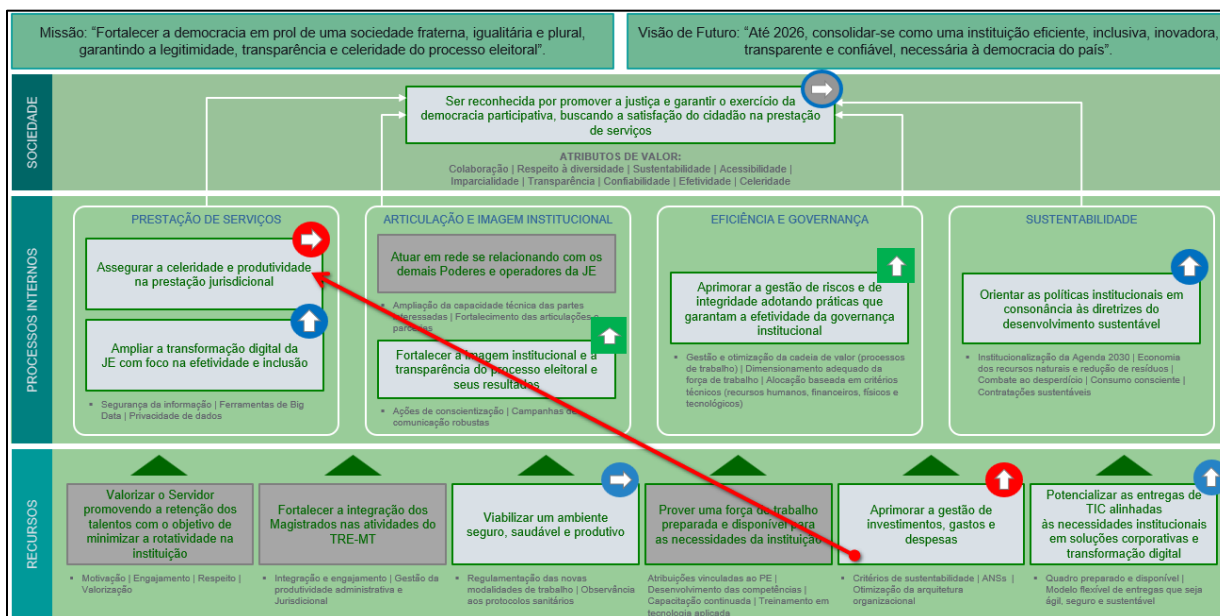 Missão: “Fortalecer a democracia em prol de uma sociedade fraterna, igualitária e plural,
garantindo a legitimidade, transparência e celeridade do processo eleitoral”.
Visão de Futuro: “Até 2026, consolidar-se como uma instituição eficiente, inclusiva, inovadora,
transparente e confiável, necessária à democracia do país”.
SOCIEDADE
Ser reconhecida por promover a justiça e garantir o exercício da
democracia participativa, buscando a satisfação do cidadão na prestação
de serviços
ATRIBUTOS DE VALOR:
Colaboração | Respeito à diversidade | Sustentabilidade | Acessibilidade |
Imparcialidade | Transparência | Confiabilidade | Efetividade | Celeridade
PROCESSOS INTERNOS
PRESTAÇÃO DE SERVIÇOS
Assegurar a celeridade e produtividade
na prestação jurisdicional
Ampliar a transformação digital da
JE com foco na efetividade e inclusão
▪ Segurança da informação | Ferramentas de Big
Data | Privacidade de dados
ARTICULAÇÃO E IMAGEM INSTITUCIONAL
Atuar em rede se relacionando com os
demais Poderes e operadores da JE
▪ Ampliação da capacidade técnica das partes
interessadas | Fortalecimento das articulações e
parcerias
Fortalecer a imagem institucional e a
transparência do processo eleitoral e
seus resultados
▪ Ações de conscientização | Campanhas de
comunicação robustas
EFICIÊNCIA E GOVERNANÇA
Aprimorar a gestão de riscos e de
integridade adotando práticas que
garantam a efetividade da governança
institucional
▪ Gestão e otimização da cadeia de valor (processos
de trabalho) | Dimensionamento adequado da
força de trabalho | Alocação baseada em critérios
técnicos (recursos humanos, financeiros, físicos e
tecnológicos)
SUSTENTABILIDADE
Orientar as políticas institucionais em
consonância às diretrizes do
desenvolvimento sustentável
▪ Institucionalização da Agenda 2030 | Economia
dos recursos naturais e redução de resíduos |
Combate ao desperdício | Consumo consciente |
Contratações sustentáveis
RECURSOS
Valorizar o Servidor
promovendo a retenção dos
talentos com o objetivo de
minimizar a rotatividade na
instituição
▪ Motivação | Engajamento | Respeito |
Valorização
Fortalecer a integração dos
Magistrados nas atividades do
TRE-MT
▪ Integração e engajamento | Gestão da
produtividade administrativa e
Jurisdicional
Viabilizar um ambiente
seguro, saudável e produtivo
▪ Regulamentação das novas
modalidades de trabalho | Observância
aos protocolos sanitários
Prover uma força de trabalho
preparada e disponível para
as necessidades da instituição
Atribuições vinculadas ao PE |
Desenvolvimento das competências |
Capacitação continuada | Treinamento em
tecnologia aplicada
Aprimorar a gestão de
investimentos, gastos e
despesas
▪ Critérios de sustentabilidade | ANSs |
Otimização da arquitetura
organizacional
Potencializar as entregas de
TIC alinhadas
às necessidades institucionais
em soluções corporativas e
transformação digital
▪ Quadro preparado e disponível |
Modelo flexível de entregas que seja
ágil, seguro e sustentável